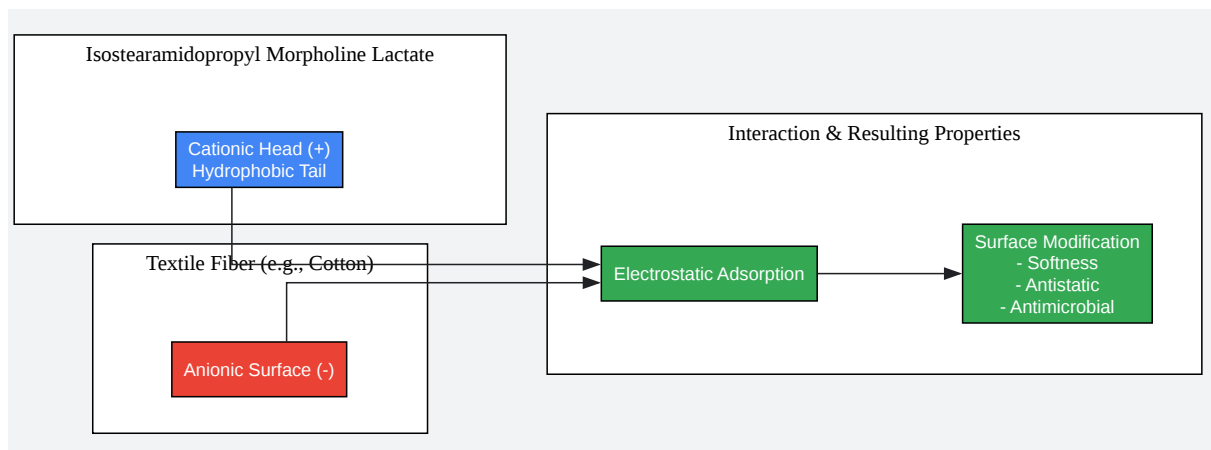 Isostearamidopropyl Morpholine Lactate
Cationic Head (+)
Hydrophobic Tail
Textile Fiber (e.g., Cotton)
Anionic Surface (-)
Interaction & Resulting Properties
Electrostatic Adsorption
Surface Modification
- Softness
- Antistatic
- Antimicrobial